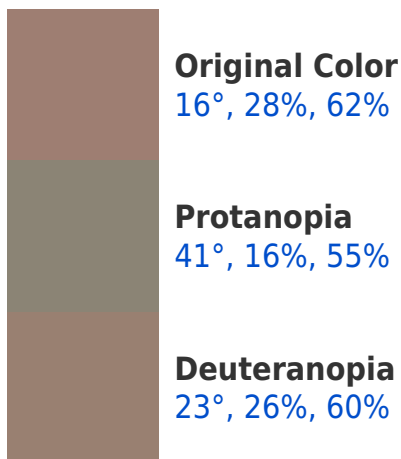 Original Color
16°, 28%, 62%
Protanopia
41°, 16%, 55%
Deuteranopia
23°, 26%, 60%